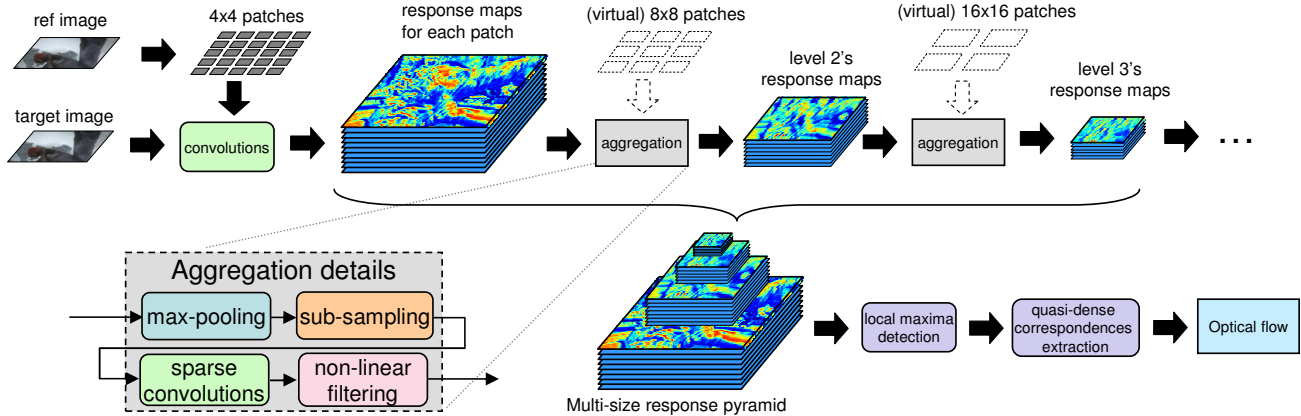 ref image
4x4 patches
response maps
for each patch
(virtual) 8x8 patches
(virtual) 16x16 patches
level 2's
response maps
level 3's
response maps
target image
convolutions
aggregation
aggregation
...
Aggregation details
max-pooling
sub-sampling
sparse
convolutions
non-linear
filtering
local maxima
detection
quasi-dense
correspondences
extraction
Optical flow
Multi-size response pyramid